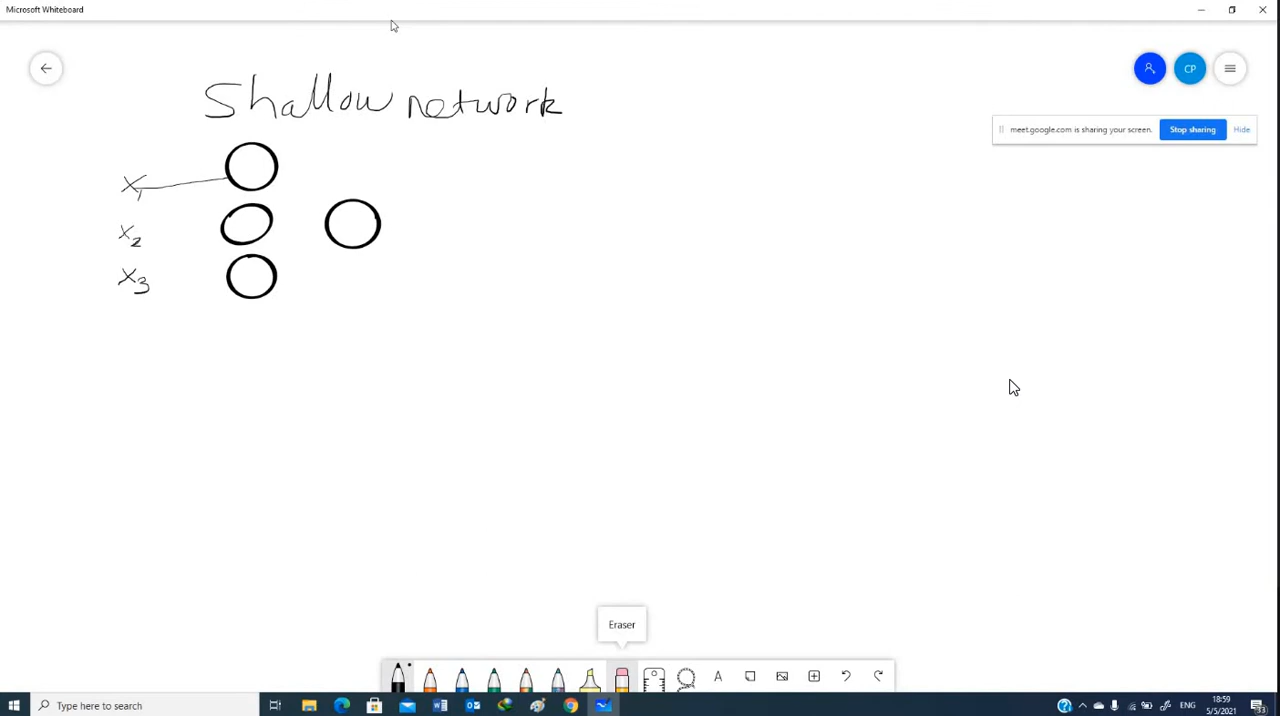 Microsoft Whiteboard
CP
Shallow network
meet.google.com is sharing your screen.
Stop sharing
Hide
X1
X2
X3
Eraser
A
Type here to search
ENG
18:59
5/5/2021
33